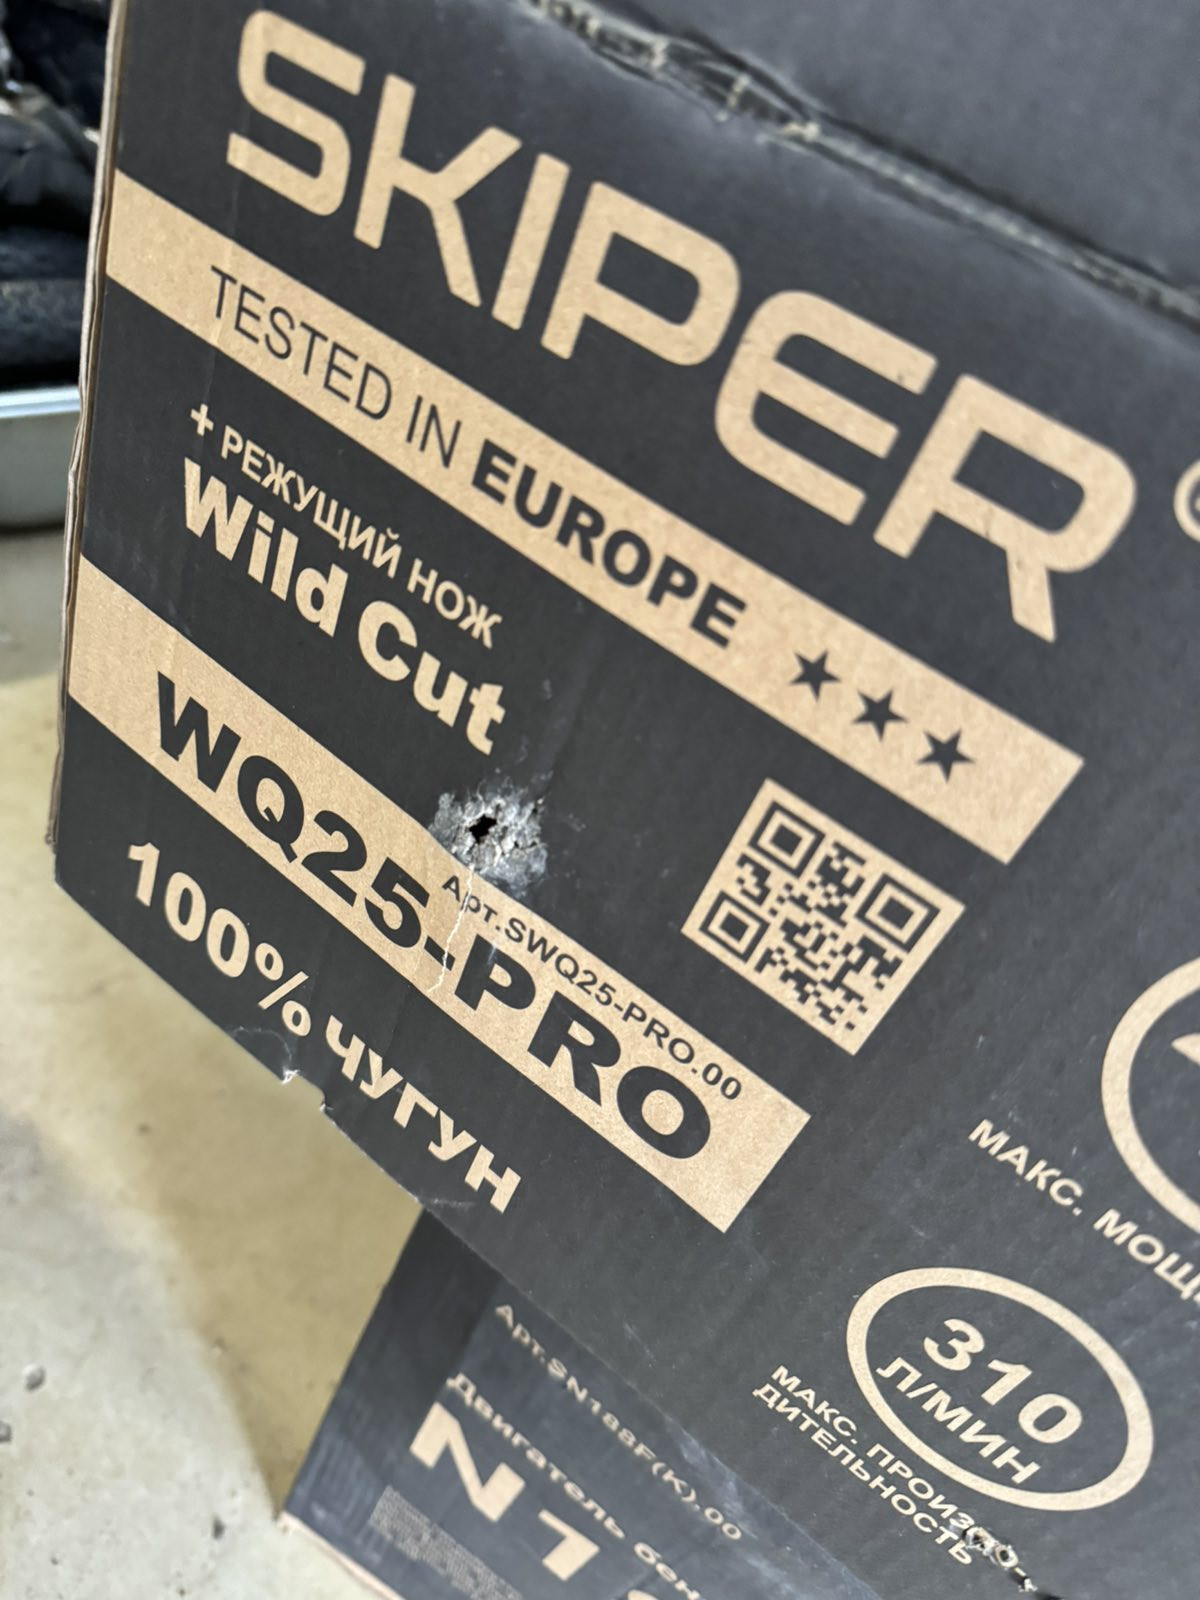 SKIPER
TESTED IN EUROPE
+ РЕЖУЩИЙ НОЖ
Wild Cut
Арт.SWQ25-PRO.00
WQ25-PRO
100% ЧУГУН
МАКС.
310
Л/МИН
МАКС. ПРОИЗВО-
ДИТЕЛЬНОСТЬ
Арт.SN188F(K).00
Двигатель